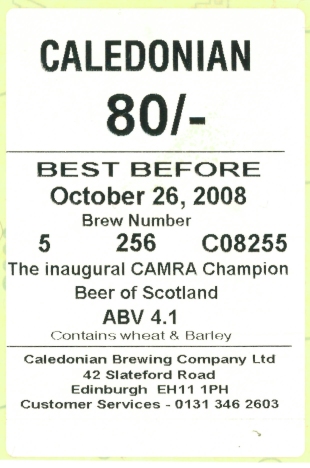 CALEDONIAN
80/-
BEST BEFORE
October 26, 2008
Brew Number
5 256 C08255
The inaugural CAMRA Champion
Beer of Scotland
ABV 4.1
Contains wheat & Barley
Caledonian Brewing Company Ltd
42 Slateford Road
Edinburgh EH11 1PH
Customer Services - 0131 346 2603